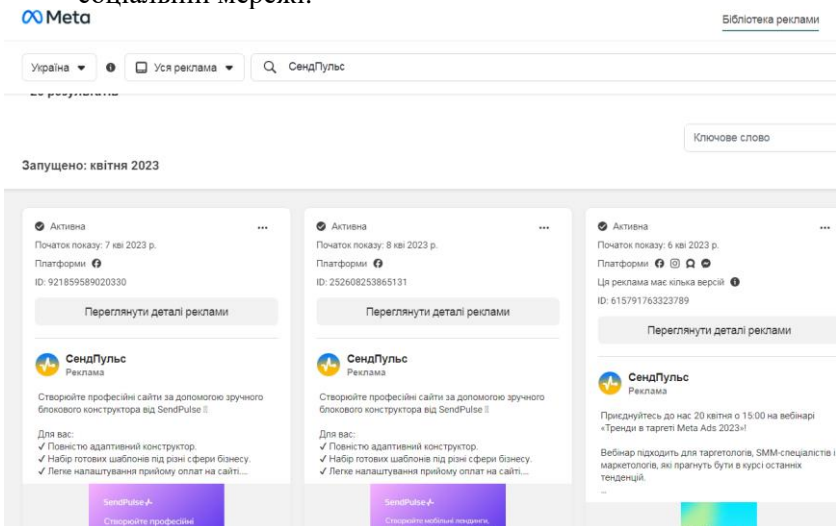 соціальній мережі.
Meta
Бібліотека реклами
Україна
Уся реклама
СендПульс
Ключове слово
Запущено: квітня 2023
Активна
Початок показу: 7 кві 2023 р.
Платформи
ID: 921859589020330
Переглянути деталі реклами
СендПульс
Реклама
Створюйте професійні сайти за допомогою зручного
блокового конструктора від SendPulse
Для вас:
✓ Повністю адаптивний конструктор.
✓ Набір готових шаблонів під різні сфери бізнесу.
✓ Легке налаштування прийому оплат на сайті...
SendPulse
Створюйте професійні
Активна
Початок показу: 8 кві 2023 р.
Платформи
ID: 252608253865131
Переглянути деталі реклами
СендПульс
Реклама
Створюйте професійні сайти за допомогою зручного
блокового конструктора від SendPulse
Для вас:
✓ Повністю адаптивний конструктор.
✓ Набір готових шаблонів під різні сфери бізнесу.
✓ Легке налаштування прийому оплат на сайті...
SendPulse
Створюйте мобільні лендинги,
Активна
Початок показу: 6 кві 2023 р.
Платформи
Ця реклама має кілька версій
ID: 615791763323789
Переглянути деталі реклами
СендПульс
Реклама
Приєднуйтесь до нас 20 квітня о 15:00 на вебінарі
«Тренди в таргеті Meta Ads 2023»!
Вебінар підходить для таргетологів, SMM-спеціалістів і
маркетологів, які прагнуть бути в курсі останніх
тенденцій.
...